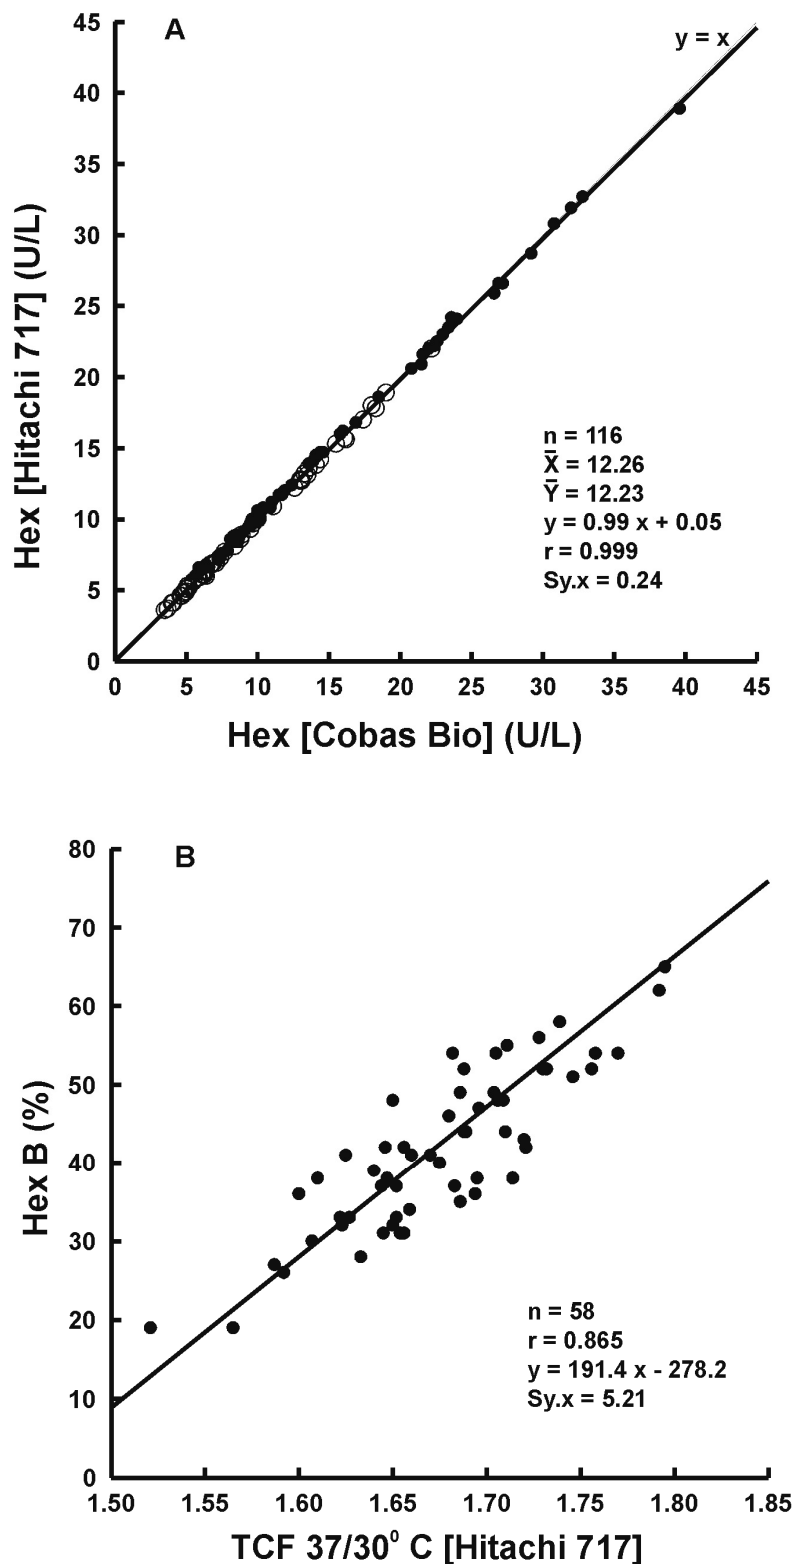 A
y = x
45
40
35
30
25
20
15
10
5
0
Hex [Hitachi 717] (U/L)
n = 116
X̄ = 12.26
Ȳ = 12.23
y = 0.99 x + 0.05
r = 0.999
Sy.x = 0.24
0 5 10 15 20 25 30 35 40 45
Hex [Cobas Bio] (U/L)
B
80
70
60
50
40
30
20
10
0
Hex B (%)
n = 58
r = 0.865
y = 191.4 x - 278.2
Sy.x = 5.21
1.50 1.55 1.60 1.65 1.70 1.75 1.80 1.85
TCF 37/30⁰ C [Hitachi 717]